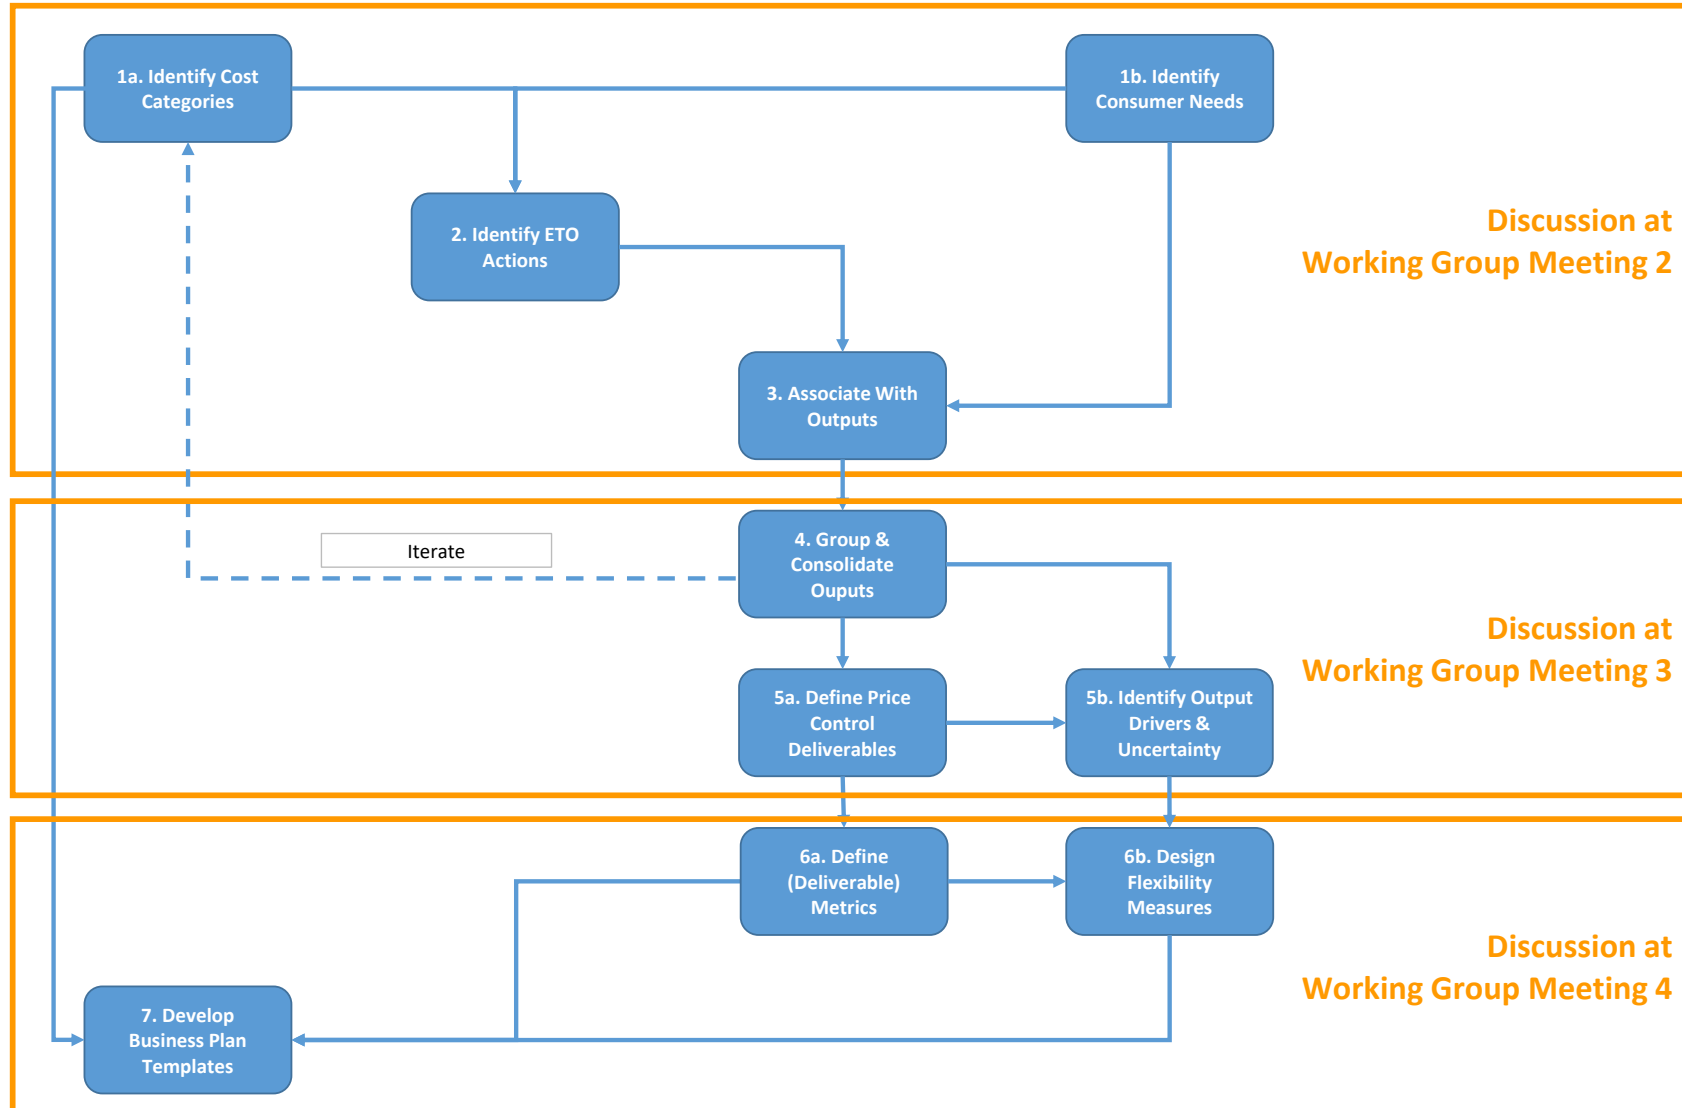 1a. Identify Cost
Categories
1b. Identify
Consumer Needs
2. Identify ETO
Actions
Discussion at
Working Group Meeting 2
3. Associate With
Outputs
4. Group &
Consolidate
Ouputs
Iterate
Discussion at
Working Group Meeting 3
5a. Define Price
Control
Deliverables
5b. Identify Output
Drivers &
Uncertainty
6a. Define
(Deliverable)
Metrics
6b. Design
Flexibility
Measures
Discussion at
Working Group Meeting 4
7. Develop
Business Plan
Templates